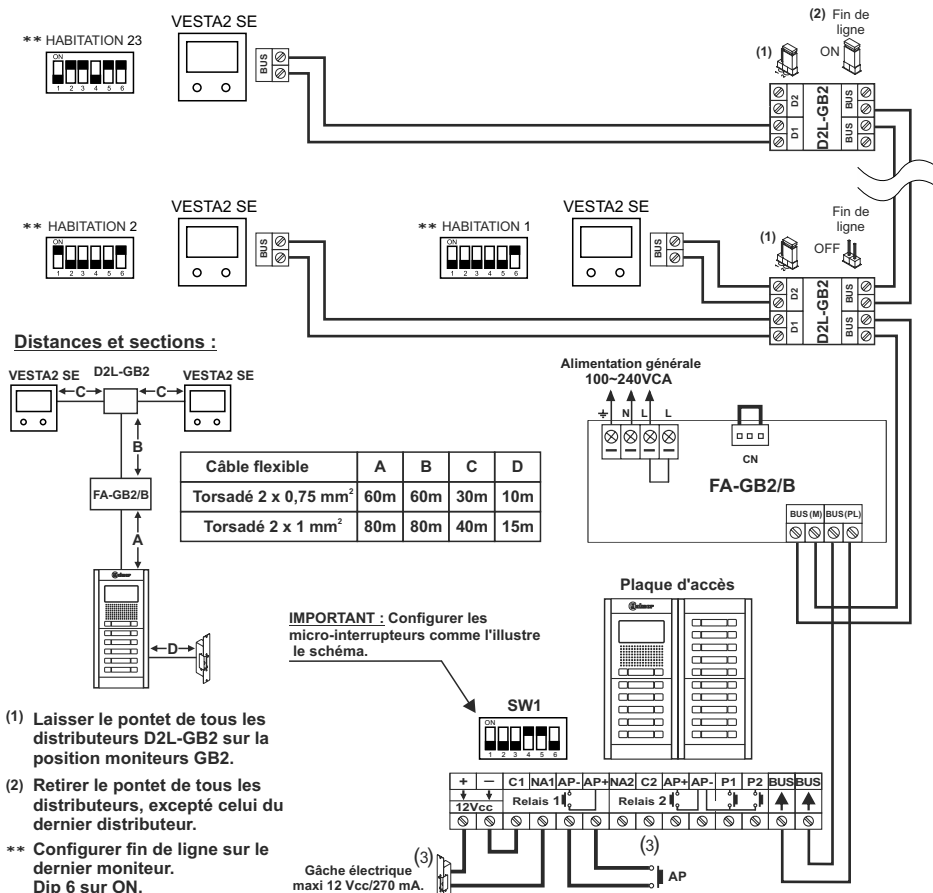 VESTA2 SE
** HABITATION 23
ON
1 2 3 4 5 6
BUS
(2) Fin de
ligne
(1)
ON
D2
D1
D2L-GB2
BUS
BUS
VESTA2 SE
** HABITATION 2
ON
1 2 3 4 5 6
BUS
VESTA2 SE
** HABITATION 1
ON
1 2 3 4 5 6
BUS
Fin de
ligne
(1)
OFF
D2
D1
D2L-GB2
BUS
BUS
Distances et sections :
VESTA2 SE D2L-GB2 VESTA2 SE
C C
B
FA-GB2/B
A
D
Câble flexible A B C D
Torsadé 2 x 0,75 mm² 60m 60m 30m 10m
Torsadé 2 x 1 mm² 80m 80m 40m 15m
Alimentation générale
100~240VCA
N L L
CN
FA-GB2/B
BUS (M) BUS (PL)
Plaque d'accès
Golmar
IMPORTANT : Configurer les
micro-interrupteurs comme l'illustre
le schéma.
SW1
ON
1 2 3 4 5 6
+ – C1 NA1 AP- AP+ NA2 C2 AP+ AP- P1 P2 BUS BUS
12Vcc Relais 1 Relais 2
(3) (3)
Gâche électrique
maxi 12 Vcc/270 mA.
AP
(1) Laisser le pontet de tous les
distributeurs D2L-GB2 sur la
position moniteurs GB2.
(2) Retirer le pontet de tous les
distributeurs, excepté celui du
dernier distributeur.
** Configurer fin de ligne sur le
dernier moniteur.
Dip 6 sur ON.